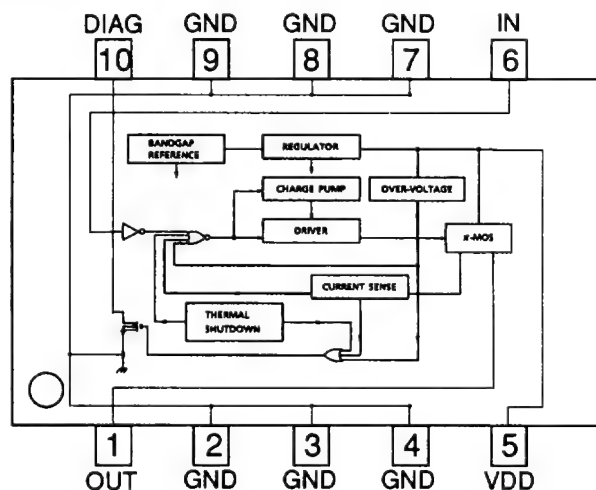 DIAG GND GND GND IN
10 9 8 7 6
BANDGAP
REFERENCE
REGULATOR
CHARGE PUMP
OVER-VOLTAGE
DRIVER
π-MOS
CURRENT SENSE
THERMAL
SHUTDOWN
1 2 3 4 5
OUT GND GND GND VDD